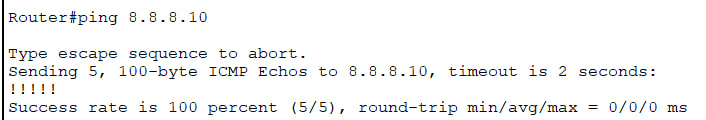 Router#ping 8.8.8.10
Type escape sequence to abort.
Sending 5, 100-byte ICMP Echos to 8.8.8.10, timeout is 2 seconds:
!!!!!
Success rate is 100 percent (5/5), round-trip min/avg/max = 0/0/0 ms